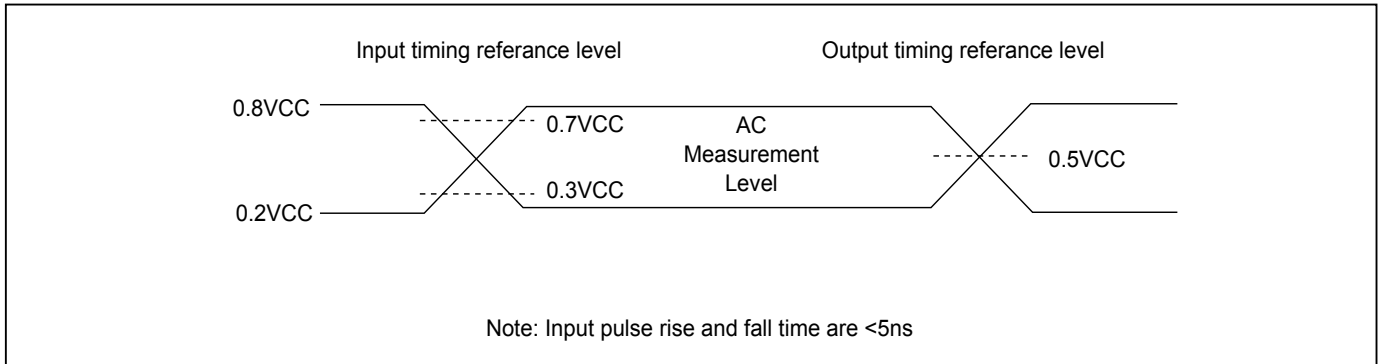 Input timing referance level
Output timing referance level
0.8VCC
0.7VCC
AC
Measurement
Level
0.5VCC
0.3VCC
0.2VCC
Note: Input pulse rise and fall time are <5ns